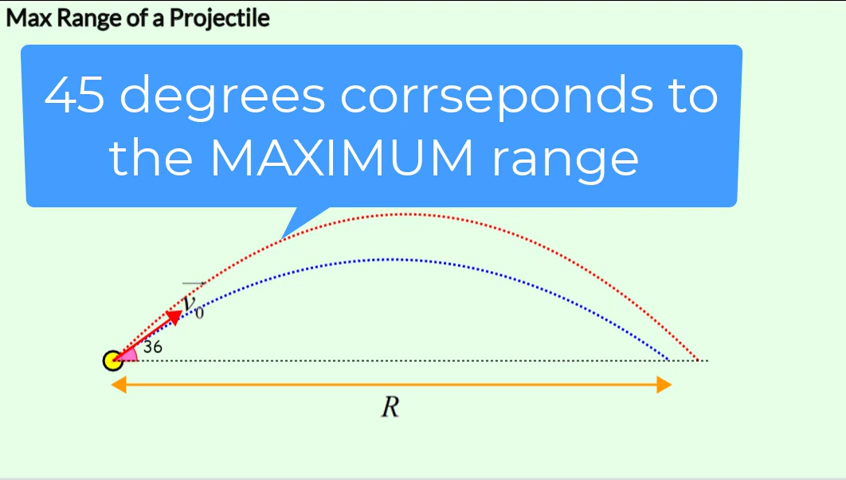 Max Range of a Projectile
45 degrees corrseponds to
the MAXIMUM range
v₀
36
R